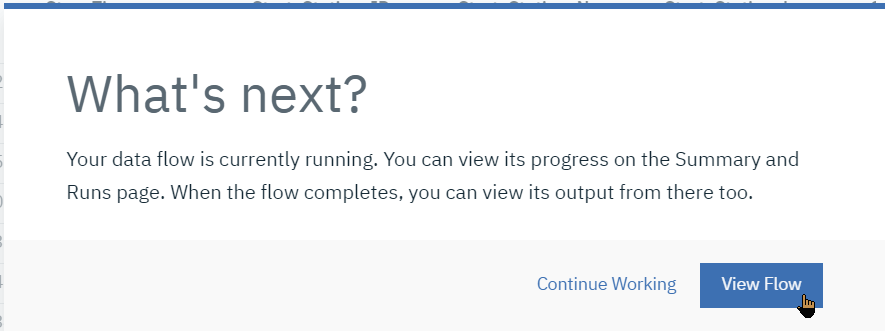 What's next?
Your data flow is currently running. You can view its progress on the Summary and
Runs page. When the flow completes, you can view its output from there too.
Continue Working
View Flow